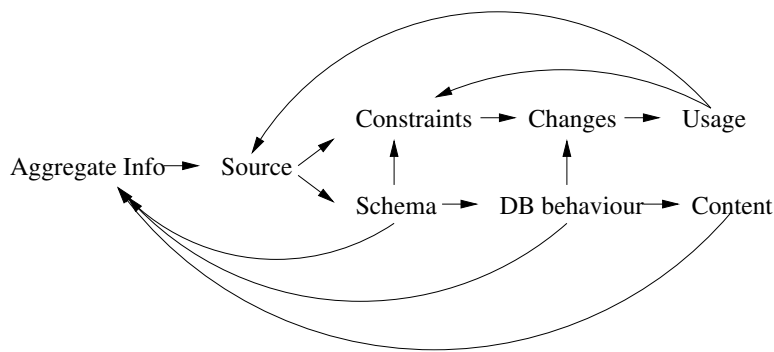 Constraints
Changes
Usage
Aggregate Info
Source
Schema
DB behaviour
Content